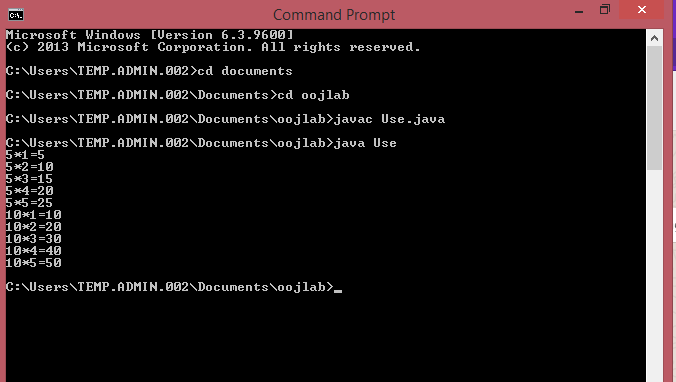 Command Prompt
Microsoft Windows [Version 6.3.9600]
(c) 2013 Microsoft Corporation. All rights reserved.
C:\Users\TEMP.ADMIN.002>cd documents
C:\Users\TEMP.ADMIN.002\Documents>cd oojlab
C:\Users\TEMP.ADMIN.002\Documents\oojlab>javac Use.java
C:\Users\TEMP.ADMIN.002\Documents\oojlab>java Use
5*1=5
5*2=10
5*3=15
5*4=20
5*5=25
10*1=10
10*2=20
10*3=30
10*4=40
10*5=50
C:\Users\TEMP.ADMIN.002\Documents\oojlab>_